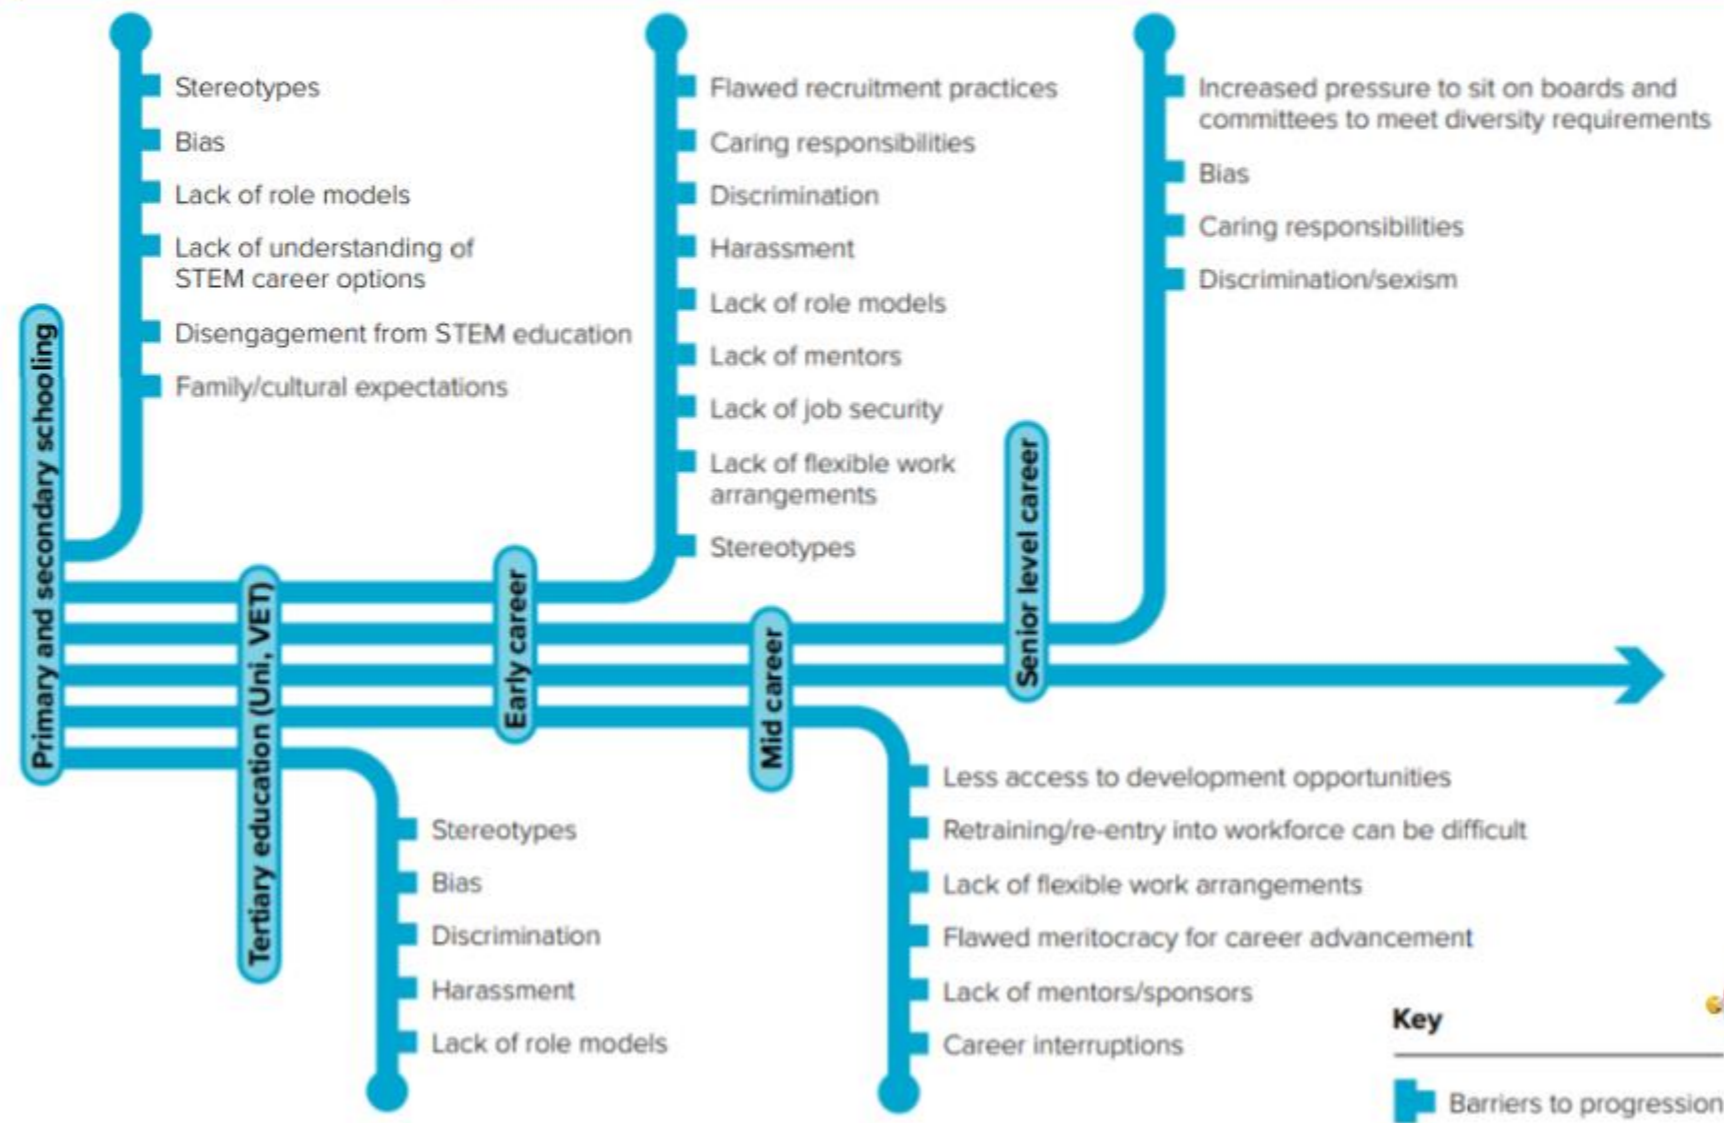 Primary and secondary schooling
Stereotypes
Bias
Lack of role models
Lack of understanding of
STEM career options
Disengagement from STEM education
Family/cultural expectations
Tertiary education (Uni, VET)
Stereotypes
Bias
Discrimination
Harassment
Lack of role models
Early career
Flawed recruitment practices
Caring responsibilities
Discrimination
Harassment
Lack of role models
Lack of mentors
Lack of job security
Lack of flexible work
arrangements
Stereotypes
Mid career
Less access to development opportunities
Retraining/re-entry into workforce can be difficult
Lack of flexible work arrangements
Flawed meritocracy for career advancement
Lack of mentors/sponsors
Career interruptions
Senior level career
Increased pressure to sit on boards and
committees to meet diversity requirements
Bias
Caring responsibilities
Discrimination/sexism
Key
Barriers to progression